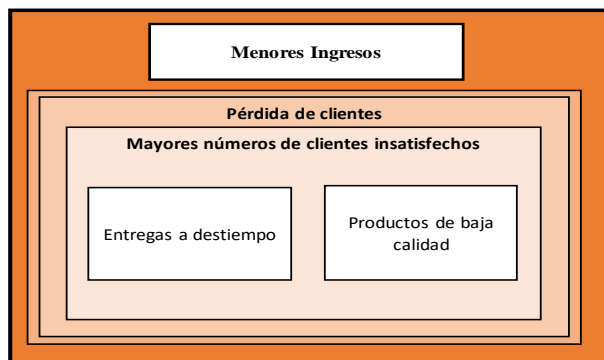 Menores Ingresos
Pérdida de clientes
Mayores números de clientes insatisfechos
Entregas a destiempo
Productos de baja
calidad